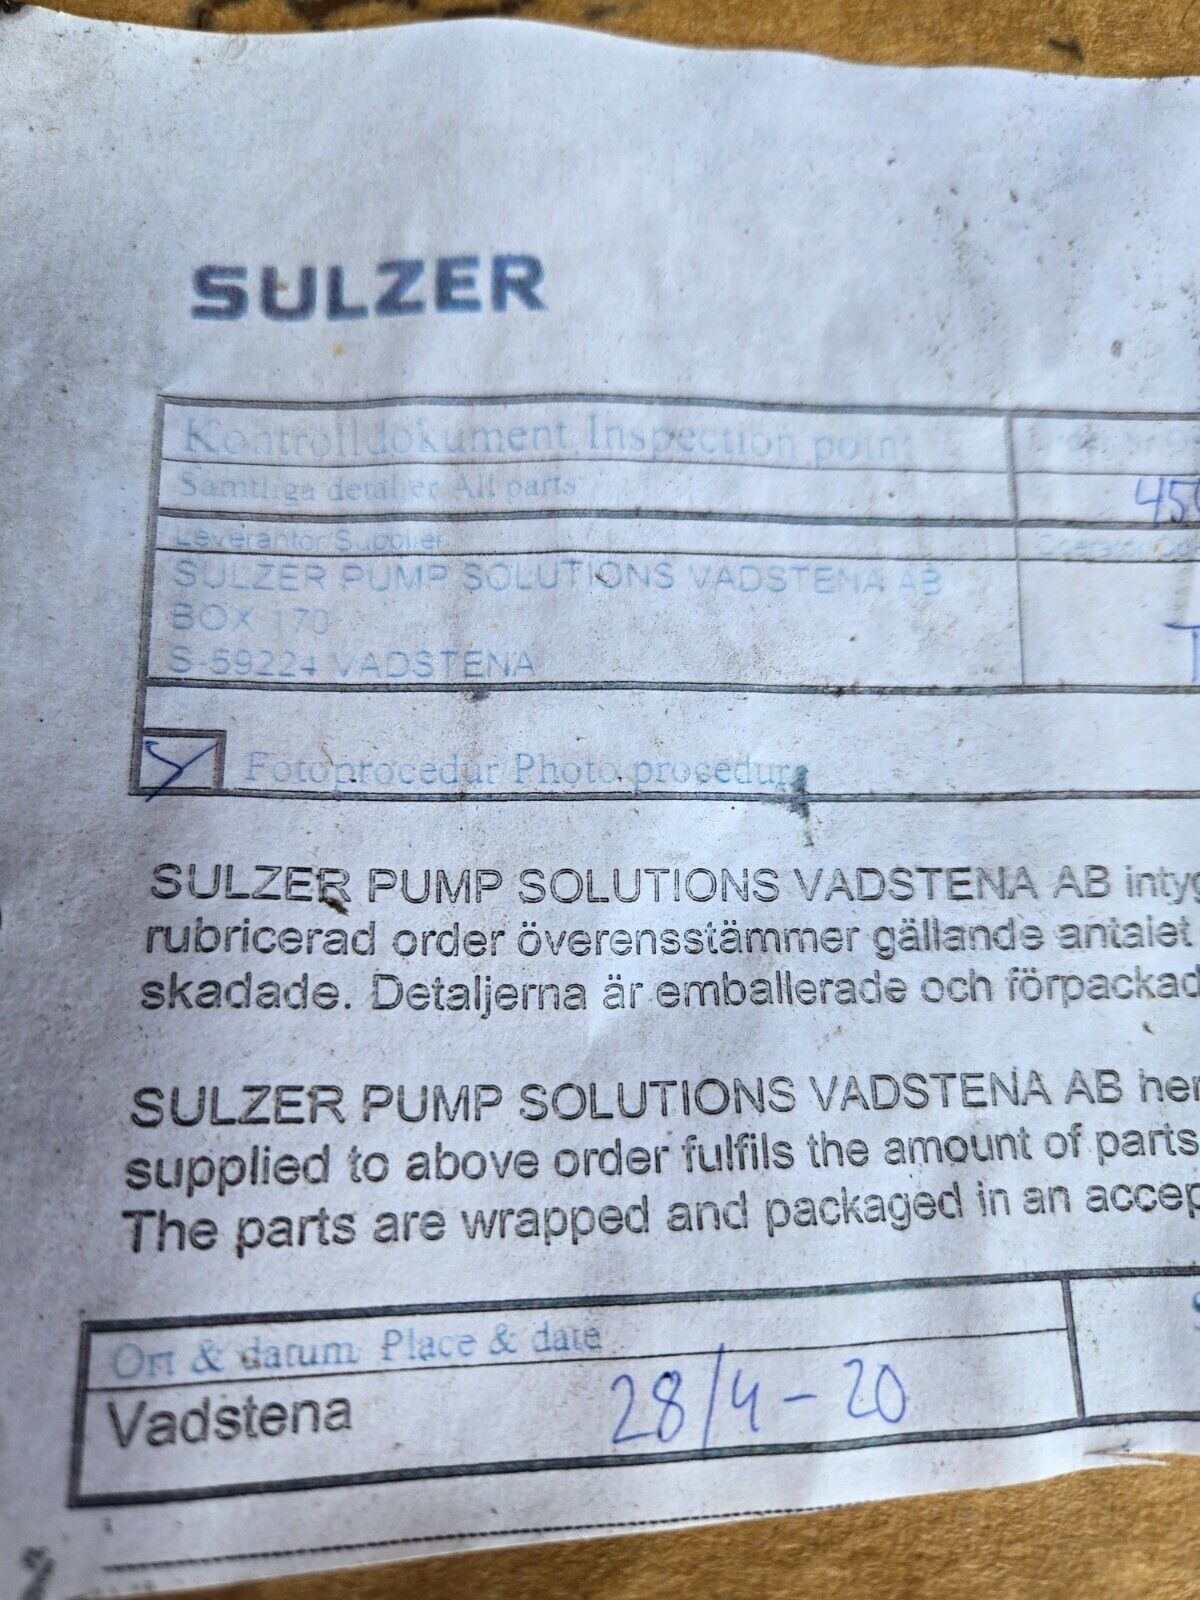 SULZER
Kontrolldokument Inspection point
Samtliga detaljer All parts
45
Leverantör Supplier
SULZER PUMP SOLUTIONS VADSTENA AB
BOX 170
S-59224 VADSTENA
T
Fotoprocedur Photo procedure
SULZER PUMP SOLUTIONS VADSTENA AB inty
rubricerad order överensstämmer gällande antalet
skadade. Detaljerna är emballerade och förpackad
SULZER PUMP SOLUTIONS VADSTENA AB her
supplied to above order fulfils the amount of parts
The parts are wrapped and packaged in an accep
Ort & datum Place & date
Vadstena 28/4-20